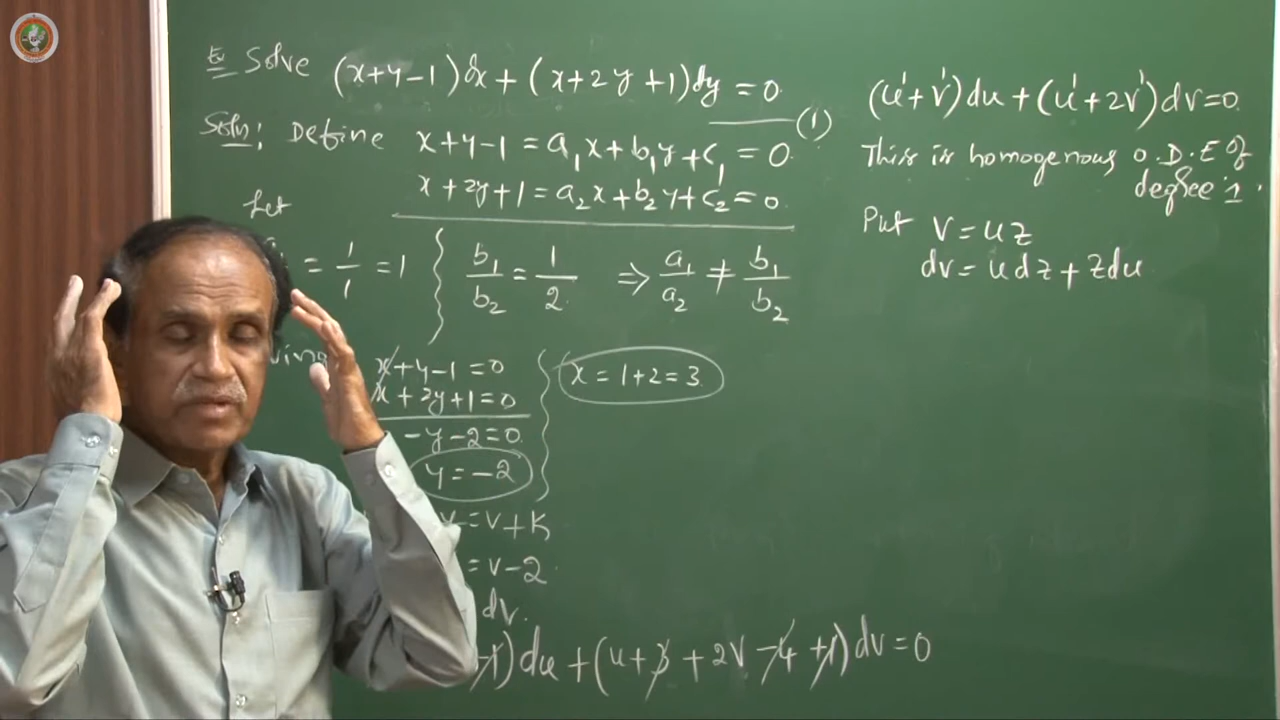 Ex Solve (x+y-1)dx + (x+2y+1)dy = 0
(1)
Soln: Define x+y-1 = a₁x+b₁y+c₁ = 0
x+2y+1 = a₂x+b₂y+c₂ = 0
Let
= 1/1 = 1 b₁/b₂ = 1/2 ⇒ a₁/a₂ ≠ b₁/b₂
x+y-1=0
x+2y+1=0
-y-2=0
y=-2
x = 1+2 = 3
= v+k
= v-2
dv
-1)du + (u+3+2v-4+1)dv = 0
(u'+v')du + (u'+2v')dv = 0
This is homogenous O.D.E of
degree 1.
Put v = uz
dv = udz + zdu